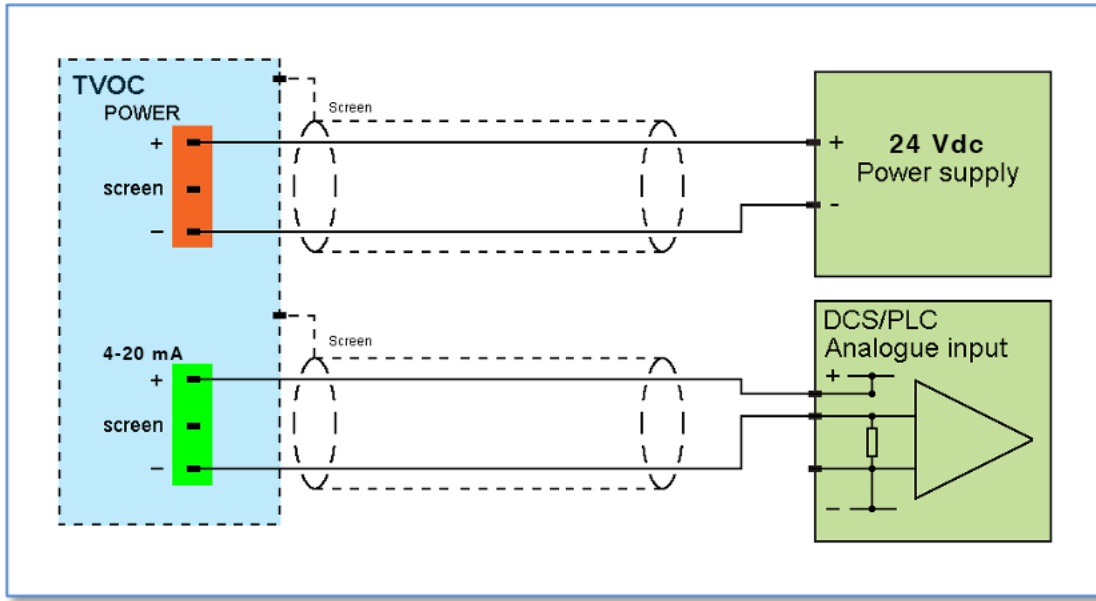 TVOC
POWER
+
screen
–
Screen
+
-
24 Vdc
Power supply
4-20 mA
+
screen
–
Screen
DCS/PLC
Analogue input
+
–